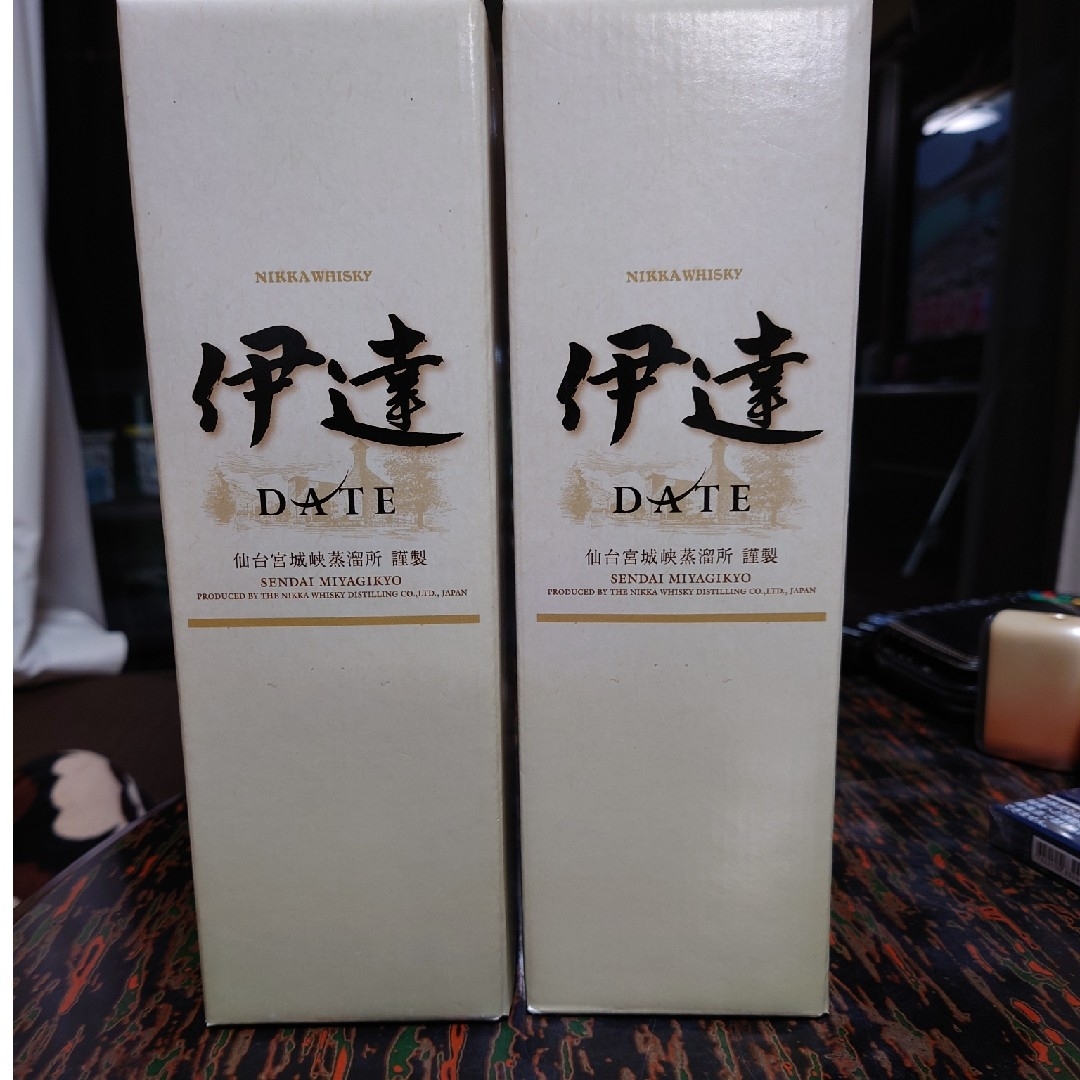 NIKKA WHISKY
伊達
DATE
仙台宮城峡蒸溜所 謹製
SENDAI MIYAGIKYO
PRODUCED BY THE NIKKA WHISKY DISTILLING CO.,LTD., JAPAN
NIKKA WHISKY
伊達
DATE
仙台宮城峡蒸溜所 謹製
SENDAI MIYAGIKYO
PRODUCED BY THE NIKKA WHISKY DISTILLING CO.,LTD., JAPAN